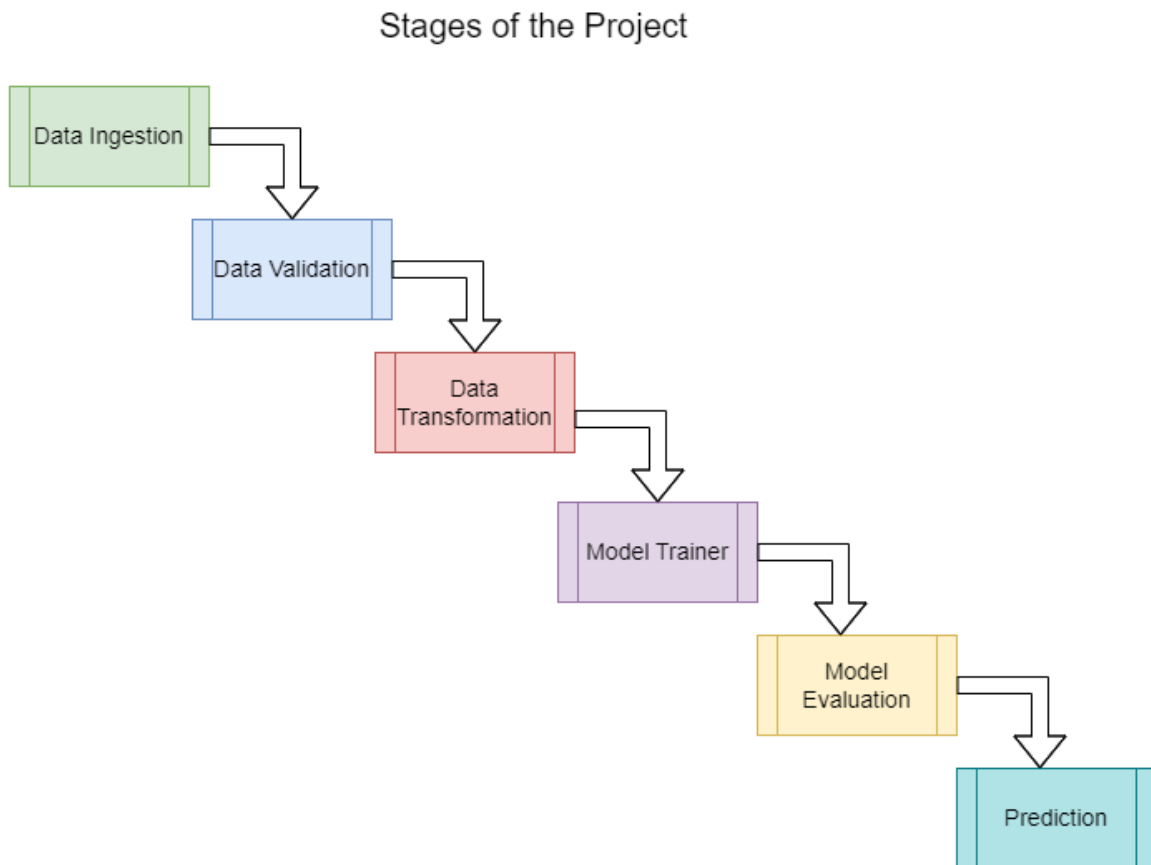 Stages of the Project
Data Ingestion
Data Validation
Data
Transformation
Model Trainer
Model
Evaluation
Prediction